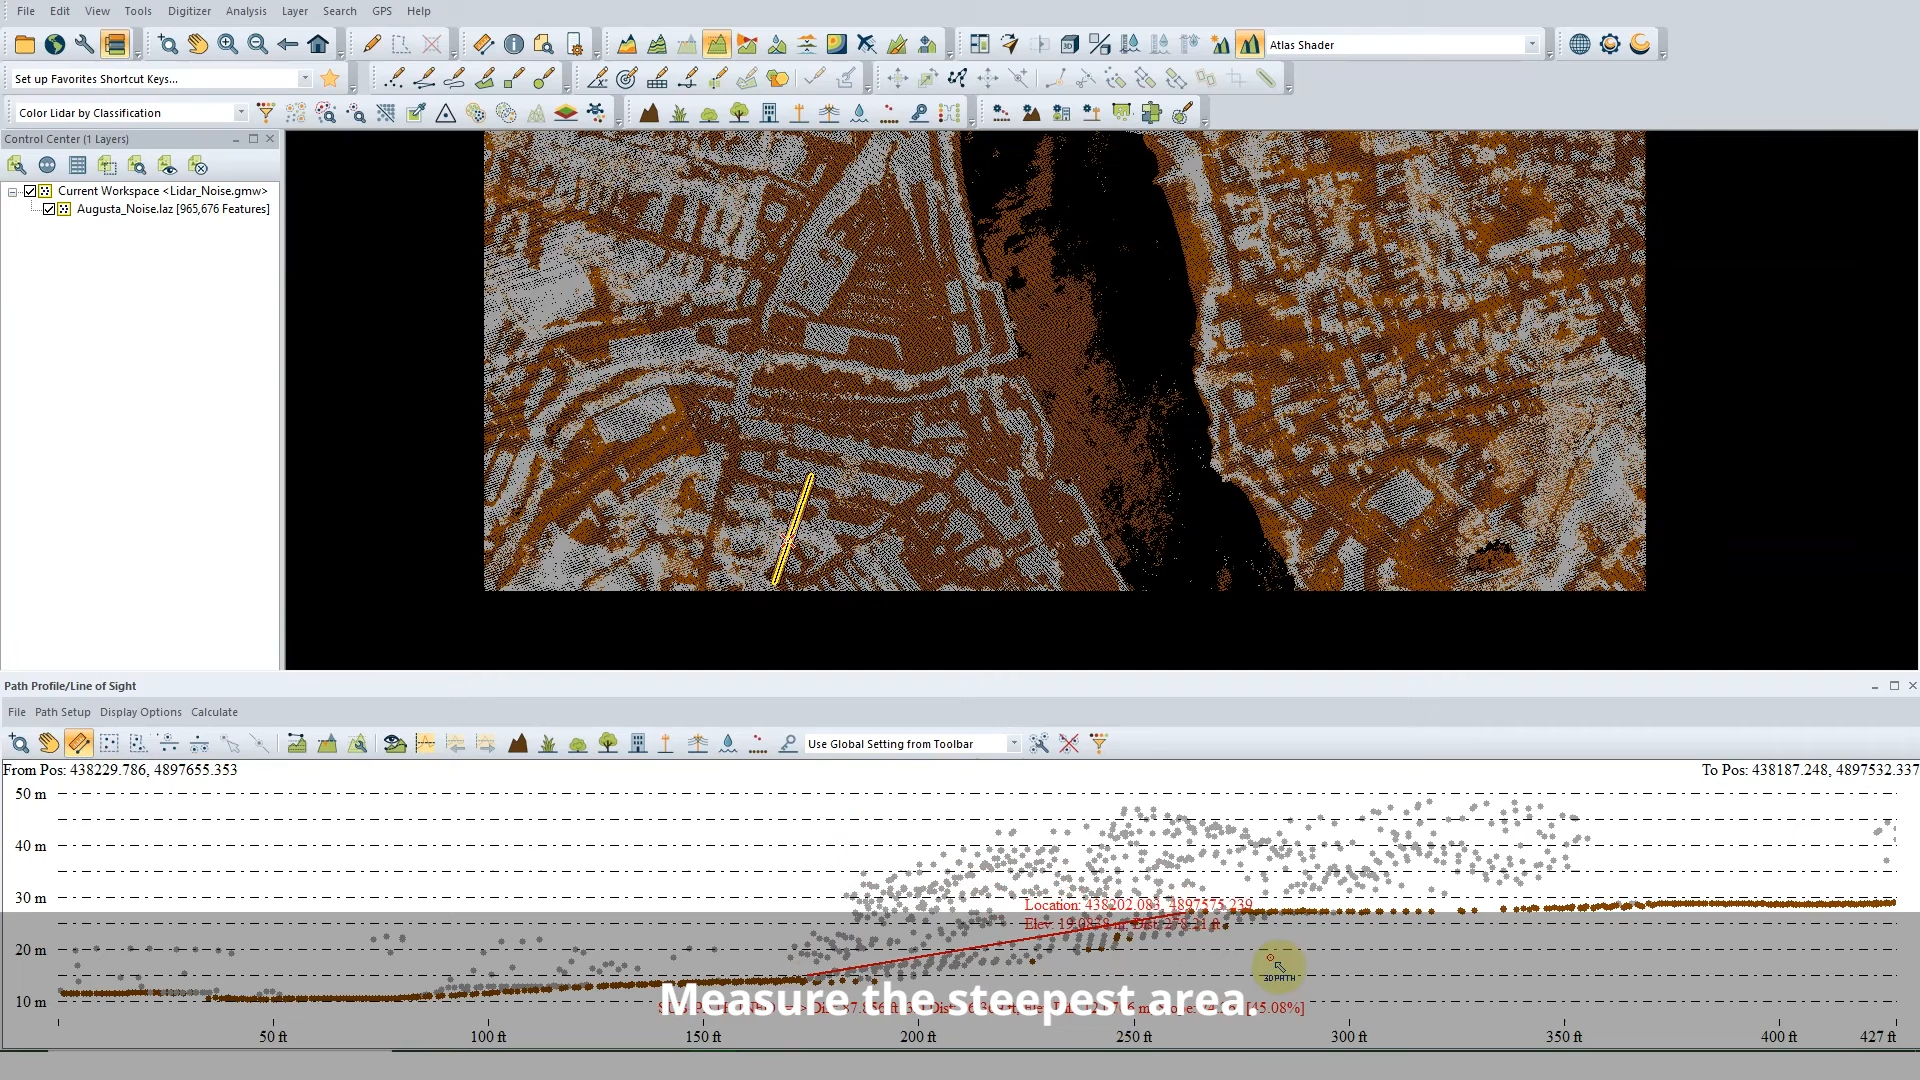 File Edit View Tools Digitizer Analysis Layer Search GPS Help
Atlas Shader
Set up Favorites Shortcut Keys...
Color Lidar by Classification
Control Center (1 Layers)
Current Workspace <Lidar_Noise.gmw>
Augusta_Noise.laz [965,676 Features]
Path Profile/Line of Sight
File Path Setup Display Options Calculate
Use Global Setting from Toolbar
From Pos: 438229.786, 4897655.353
To Pos: 438187.248, 4897532.337
50 m
40 m
30 m
Location: 438202.083, 4897575.239
20 m
3D PATH
10 m
Measure the steepest area.
[45.08%]
50 ft 100 ft 150 ft 200 ft 250 ft 300 ft 350 ft 400 ft 427 ft